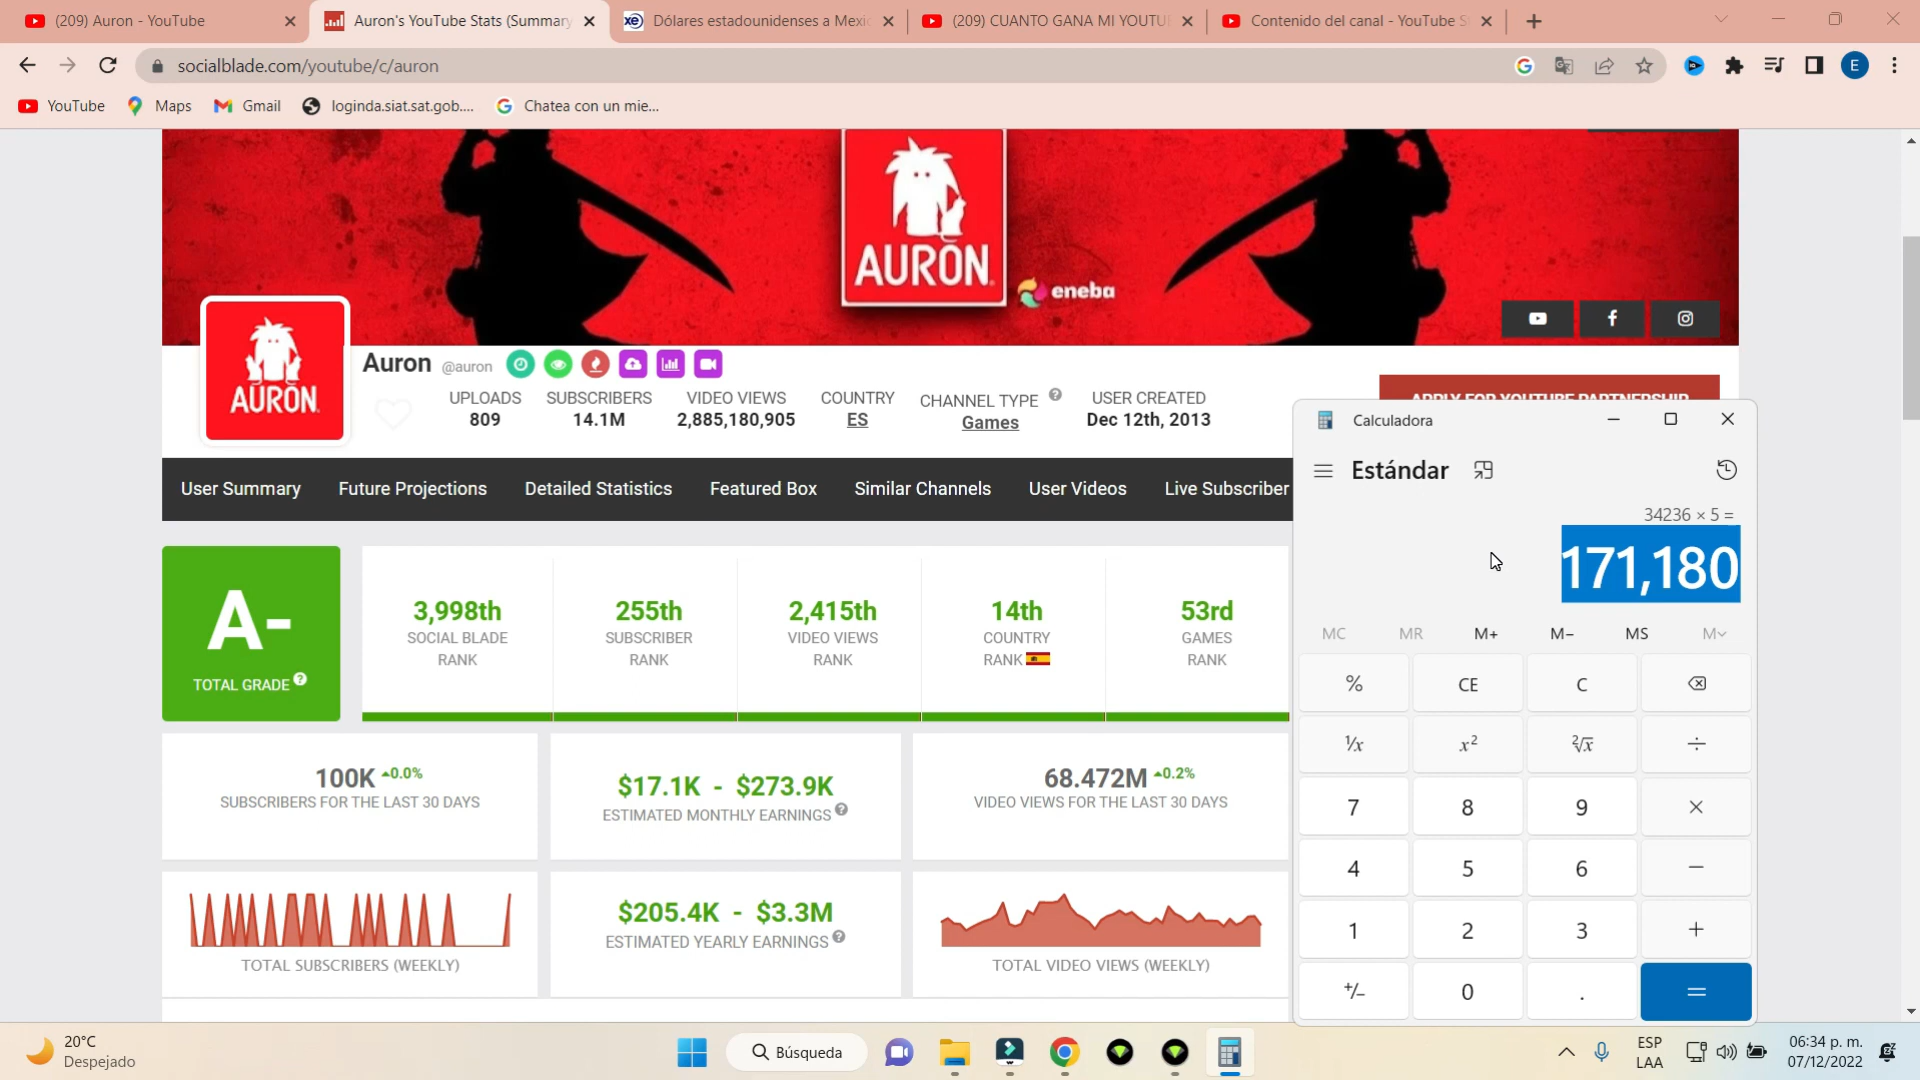 (209) Auron - YouTube
Auron's YouTube Stats (Summary
Dólares estadounidenses a Mexic
(209) CUANTO GANA MI YOUTU
Contenido del canal - YouTube S
socialblade.com/youtube/c/auron
E
YouTube
Maps
Gmail
loginda.siat.sat.gob....
Chatea con un mie...
AURON.
eneba
AURON.
Auron @auron
UPLOADS
809
SUBSCRIBERS
14.1M
VIDEO VIEWS
2,885,180,905
COUNTRY
ES
CHANNEL TYPE
Games
USER CREATED
Dec 12th, 2013
APPLY FOR YOUTUBE PARTNERSHIP
User Summary
Future Projections
Detailed Statistics
Featured Box
Similar Channels
User Videos
Live Subscriber
A-
TOTAL GRADE
3,998th
SOCIAL BLADE
RANK
255th
SUBSCRIBER
RANK
2,415th
VIDEO VIEWS
RANK
14th
COUNTRY
RANK
53rd
GAMES
RANK
100K 0.0%
SUBSCRIBERS FOR THE LAST 30 DAYS
$17.1K - $273.9K
ESTIMATED MONTHLY EARNINGS
68.472M 0.2%
VIDEO VIEWS FOR THE LAST 30 DAYS
TOTAL SUBSCRIBERS (WEEKLY)
$205.4K - $3.3M
ESTIMATED YEARLY EARNINGS
TOTAL VIDEO VIEWS (WEEKLY)
Calculadora
Estándar
34236 × 5 =
171,180
MC MR M+ M− MS M
% CE C
1/x x² ²√x ÷
7 8 9 ×
4 5 6 −
1 2 3 +
+/− 0 . =
20°C
Despejado
Búsqueda
ESP
LAA
06:34 p. m.
07/12/2022